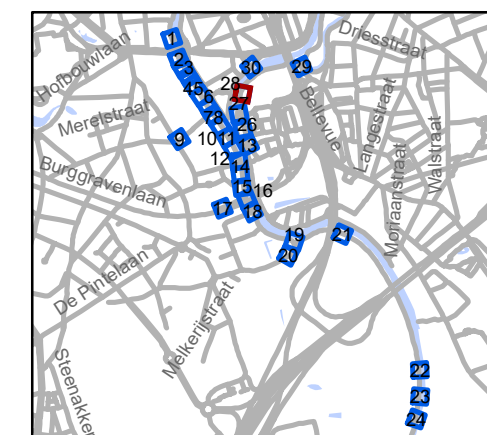 1
Driesstraat
Hofbouwlaan
2
3
30
29
28
4
5
6
27
Bellevue
Langestraat
Merelstraat
7
8
26
9
10
11
13
Walstraat
12
14
Burggravenlaan
15
16
Moriaanstraat
17
18
19
21
20
De Pintelaan
Melkerijstraat
Steenakker
22
23
24